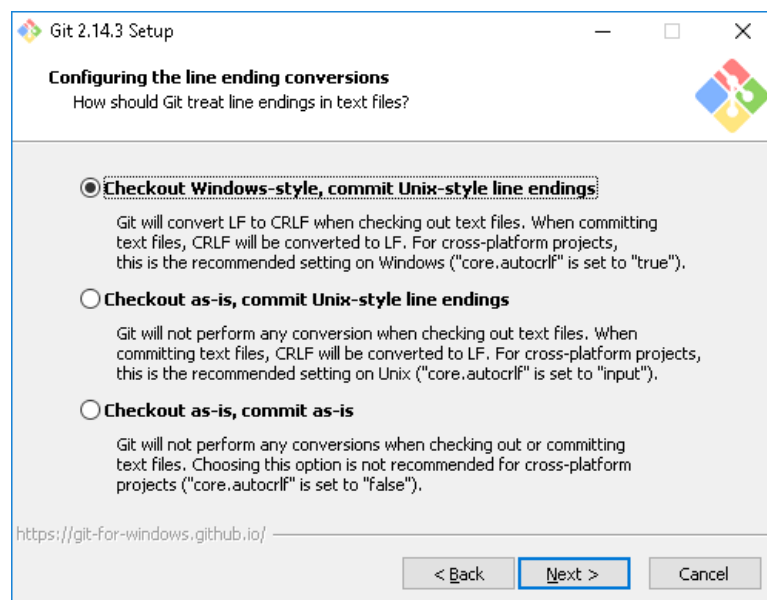 Git 2.14.3 Setup
Configuring the line ending conversions
How should Git treat line endings in text files?
Checkout Windows-style, commit Unix-style line endings
Git will convert LF to CRLF when checking out text files. When committing
text files, CRLF will be converted to LF. For cross-platform projects,
this is the recommended setting on Windows ("core.autocrlf" is set to "true").
Checkout as-is, commit Unix-style line endings
Git will not perform any conversion when checking out text files. When
committing text files, CRLF will be converted to LF. For cross-platform projects,
this is the recommended setting on Unix ("core.autocrlf" is set to "input").
Checkout as-is, commit as-is
Git will not perform any conversions when checking out or committing
text files. Choosing this option is not recommended for cross-platform
projects ("core.autocrlf" is set to "false").
https://git-for-windows.github.io/
< Back Next > Cancel